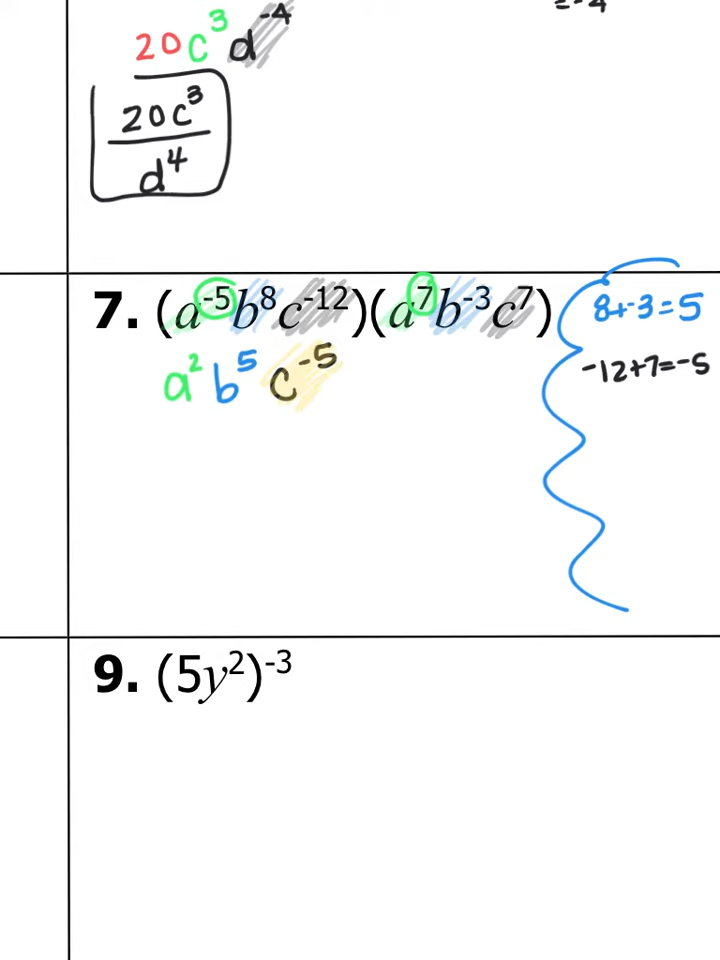 =-4
20c³d⁻⁴
20c³
d⁴
7. (a⁻⁵b⁸c⁻¹²)(a⁷b⁻³c⁷)
8+-3=5
-12+7=-5
a²b⁵c⁻⁵
9. (5y²)⁻³